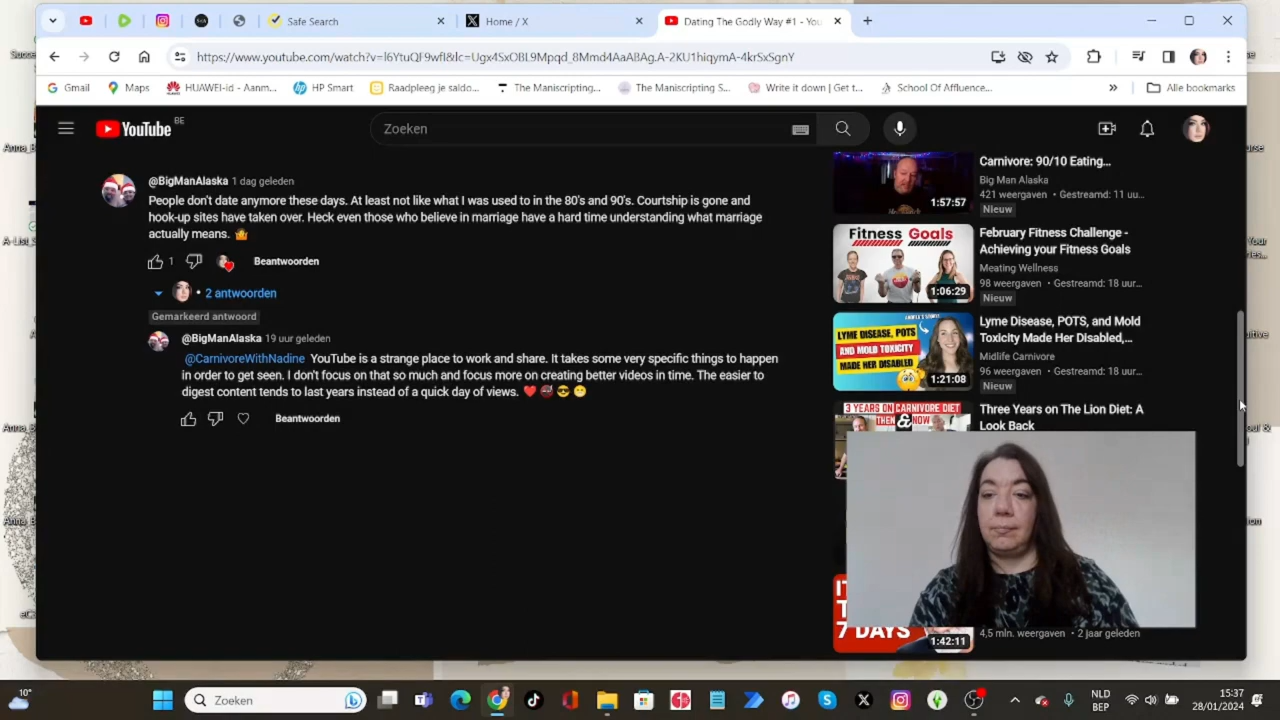 Safe Search
Home / X
Dating The Godly Way #1 - You
https://www.youtube.com/watch?v=l6YtuQF9wfI&lc=Ugx4SxOBL9Mpqd_8Mmd4AaABAg.A-2KU1hiqymA-4krSxSngnY
Gmail
Maps
HUAWEI-id - Aanm...
HP Smart
Raadpleeg je saldo...
The Maniscripting...
The Maniscripting S...
Write it down | Get t...
School Of Affluence...
»
Alle bookmarks
YouTube BE
Zoeken
@BigManAlaska 1 dag geleden
People don't date anymore at least not like what I was used to in the 80's and 90's. Courtship is gone and
hook-up sites have taken over. Heck even those who believe in marriage have a hard time understanding what marriage
actually means. 🤷
1
Beantwoorden
• 2 antwoorden
Gemarkeerd antwoord
@BigManAlaska 19 uur geleden
@CarnivoreWithNadine YouTube is a strange place to work and share. It takes some very specific things to happen
in order to get seen. I don't focus on that so much and focus more on creating better videos in time. The easier to
digest content tends to last years instead of a quick day of views.
Beantwoorden
Carnivore: 90/10 Eating...
Big Man Alaska
421 weergaven • Gestreamd: 11 uu...
Nieuw
1:57:57
Fitness Goals
1:06:29
February Fitness Challenge -
Achieving your Fitness Goals
Meating Wellness
98 weergaven • Gestreamd: 18 uur...
Nieuw
LYME DISEASE, POTS,
AND MOLD TOXICITY
MADE HER DISABLED
1:21:08
Lyme Disease, POTS, and Mold
Toxicity Made Her Disabled,...
Midlife Carnivore
96 weergaven • Gestreamd: 18 uur...
Nieuw
3 YEARS ON CARNIVORE DIET
THEN & NOW
Three Years on The Lion Diet: A
Look Back
7 DAYS
1:42:11
4,5 mln. weergaven • 2 jaar geleden
10°
Zoeken
NLD
BEP
15:37
28/01/2024